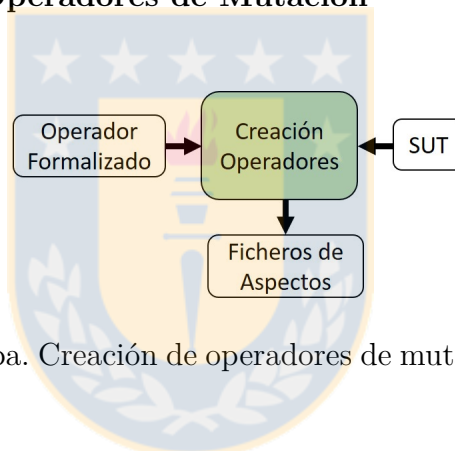 Operadores de Mutación
Operador
Formalizado
Creación
Operadores
SUT
Ficheros de
Aspectos
pa. Creación de operadores de mut